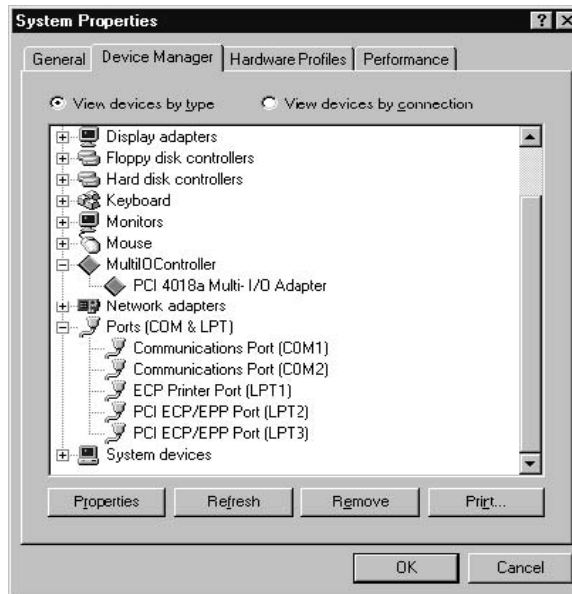 System Properties
General Device Manager Hardware Profiles Performance
View devices by type View devices by connection
Display adapters
Floppy disk controllers
Hard disk controllers
Keyboard
Monitors
Mouse
MultiIOController
PCI 4018a Multi- I/O Adapter
Network adapters
Ports (COM & LPT)
Communications Port (COM1)
Communications Port (COM2)
ECP Printer Port (LPT1)
PCI ECP/EPP Port (LPT2)
PCI ECP/EPP Port (LPT3)
System devices
Properties Refresh Remove Print...
OK Cancel